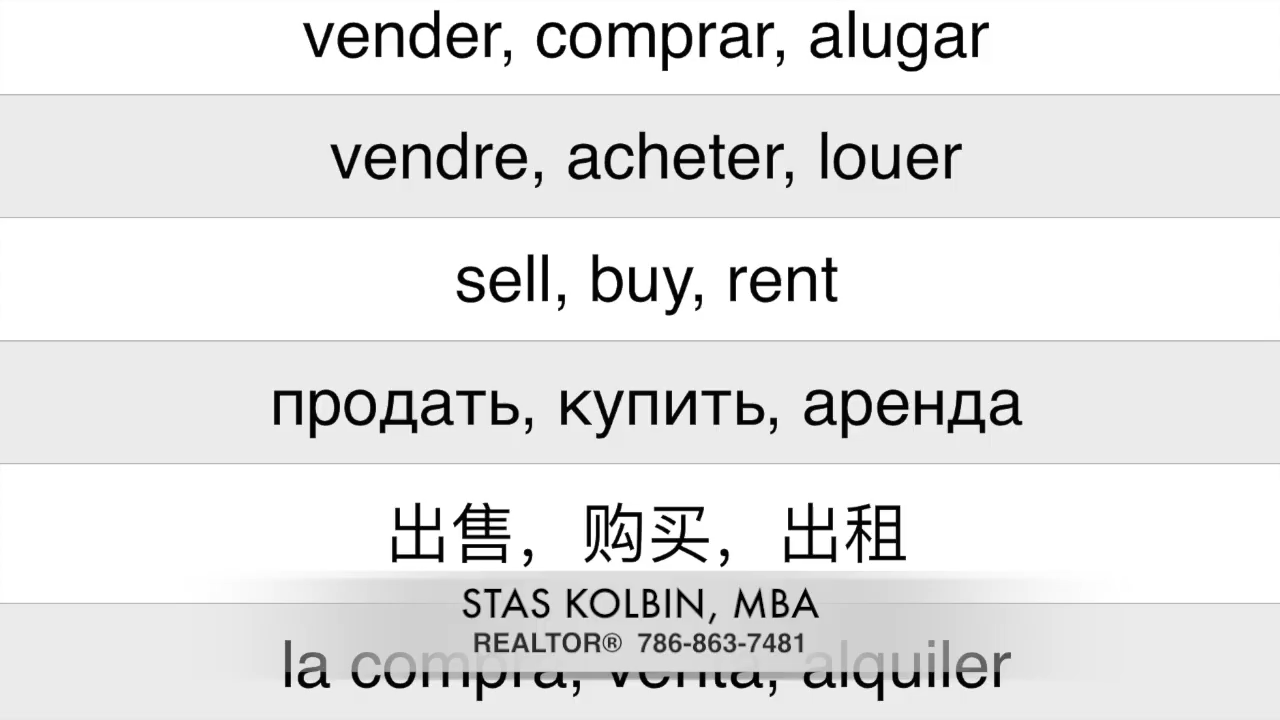 vender, comprar, alugar
vendre, acheter, louer
sell, buy, rent
продать, купить, аренда
出售，购买，出租
STAS KOLBIN, MBA
REALTOR® 786-863-7481
la compra, venta, alquiler